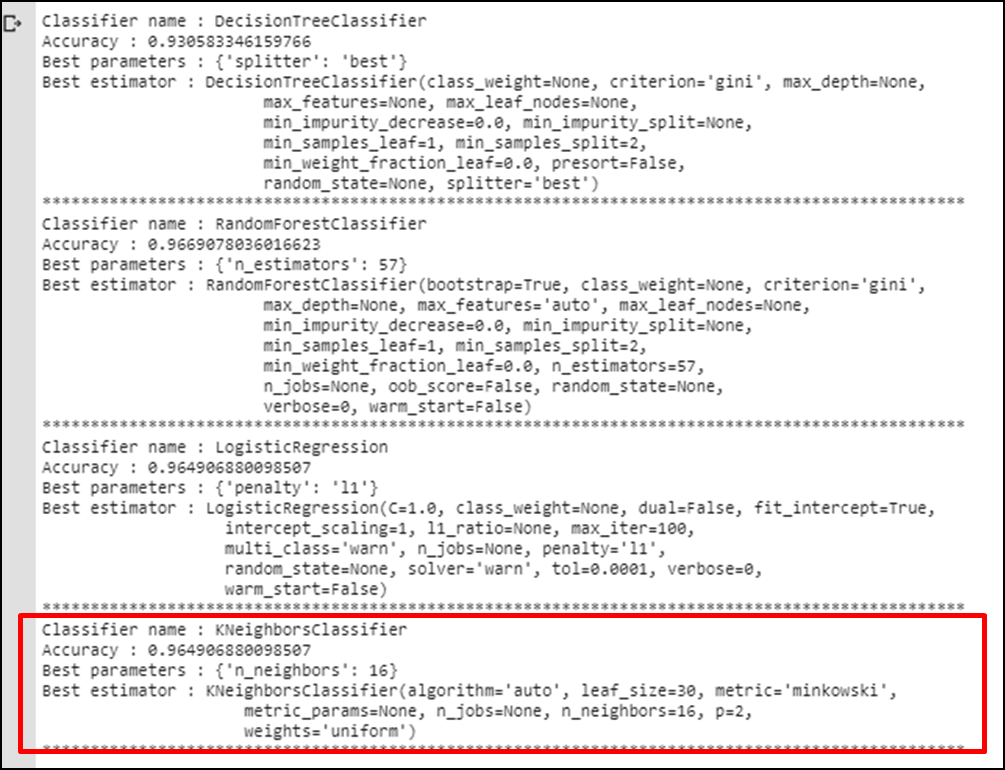 Classifier name : DecisionTreeClassifier
Accuracy : 0.930583346159766
Best parameters : {'splitter': 'best'}
Best estimator : DecisionTreeClassifier(class_weight=None, criterion='gini', max_depth=None,
max_features=None, max_leaf_nodes=None,
min_impurity_decrease=0.0, min_impurity_split=None,
min_samples_leaf=1, min_samples_split=2,
min_weight_fraction_leaf=0.0, presort=False,
random_state=None, splitter='best')
************************************************************************************************
Classifier name : RandomForestClassifier
Accuracy : 0.9669078036016623
Best parameters : {'n_estimators': 57}
Best estimator : RandomForestClassifier(bootstrap=True, class_weight=None, criterion='gini',
max_depth=None, max_features='auto', max_leaf_nodes=None,
min_impurity_decrease=0.0, min_impurity_split=None,
min_samples_leaf=1, min_samples_split=2,
min_weight_fraction_leaf=0.0, n_estimators=57,
n_jobs=None, oob_score=False, random_state=None,
verbose=0, warm_start=False)
************************************************************************************************
Classifier name : LogisticRegression
Accuracy : 0.964906880098507
Best parameters : {'penalty': 'l1'}
Best estimator : LogisticRegression(C=1.0, class_weight=None, dual=False, fit_intercept=True,
intercept_scaling=1, l1_ratio=None, max_iter=100,
multi_class='warn', n_jobs=None, penalty='l1',
random_state=None, solver='warn', tol=0.0001, verbose=0,
warm_start=False)
************************************************************************************************
Classifier name : KNeighborsClassifier
Accuracy : 0.964906880098507
Best parameters : {'n_neighbors': 16}
Best estimator : KNeighborsClassifier(algorithm='auto', leaf_size=30, metric='minkowski',
metric_params=None, n_jobs=None, n_neighbors=16, p=2,
weights='uniform')
************************************************************************************************